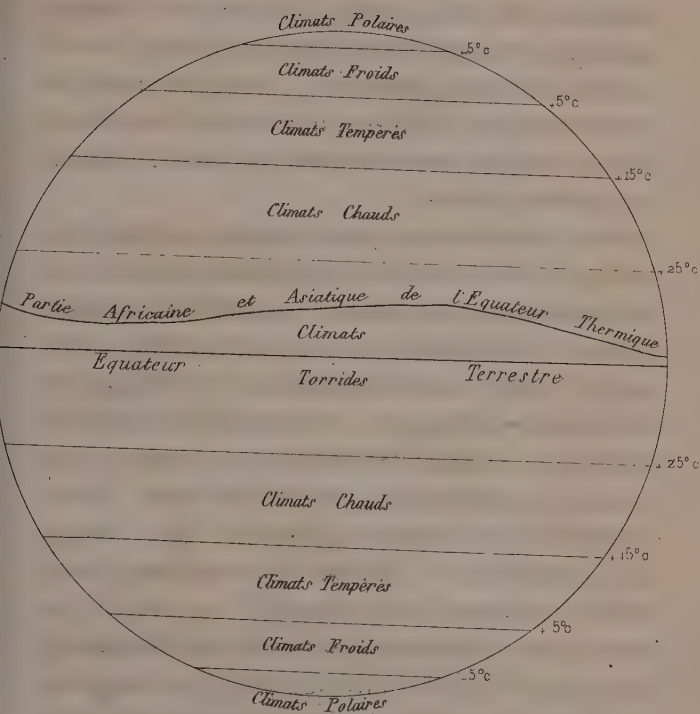 Climats Polaires
-5°c
Climats Froids
+5°c
Climats Tempérés
+15°c
Climats Chauds
+25°c
Partie Africaine et Asiatique de l'Equateur Thermique
Climats
Equateur Terrestre
Torrides
+25°c
Climats Chauds
+15°c
Climats Tempérés
+5°c
Climats Froids
-5°c
Climats Polaires